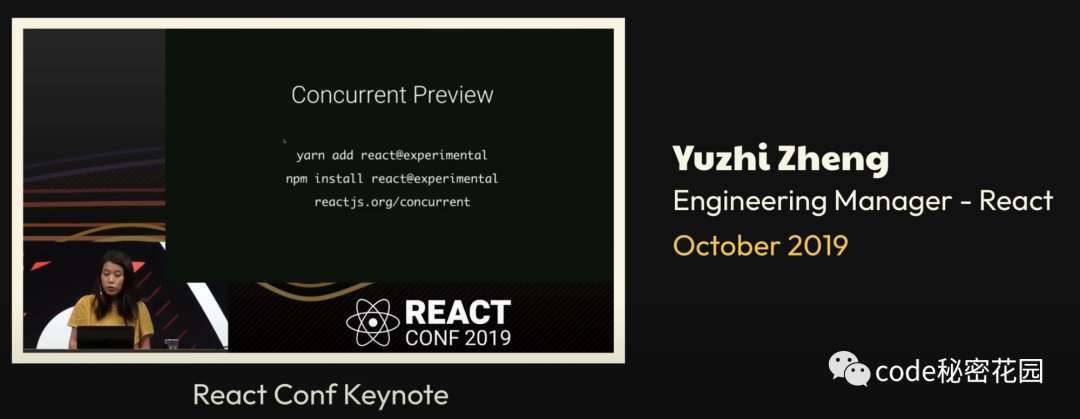 Concurrent Preview
yarn add react@experimental
npm install react@experimental
reactjs.org/concurrent
REACT
CONF 2019
React Conf Keynote
Yuzhi Zheng
Engineering Manager - React
October 2019
code秘密花园